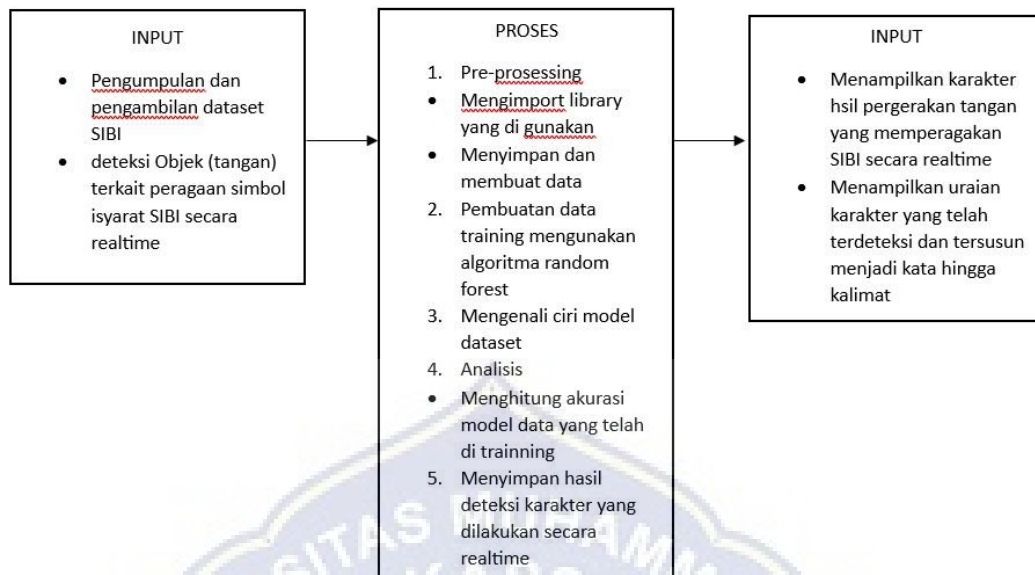 INPUT
• Pengumpulan dan
pengambilan dataset
SIBI
• deteksi Objek (tangan)
terkait peragaan simbol
isyarat SIBI secara
realtime
PROSES
1. Pre-prosessing
• Mengimport library
yang di gunakan
• Menyimpan dan
membuat data
2. Pembuatan data
training mengunakan
algoritma random
forest
3. Mengenali ciri model
dataset
4. Analisis
• Menghitung akurasi
model data yang telah
di trainning
5. Menyimpan hasil
deteksi karakter yang
dilakukan secara
realtime
INPUT
• Menampilkan karakter
hsil pergerakan tangan
yang memperagakan
SIBI secara realtime
• Menampilkan uraian
karakter yang telah
terdeteksi dan tersusun
menjadi kata hingga
kalimat